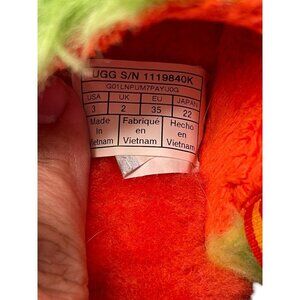 UGG S/N 1119840K
G01LNPUM7PAYU0G
USA UK EU JAPAN
3 2 35 22
Made in Vietnam Fabriqué en Vietnam Hecho en Vietnam